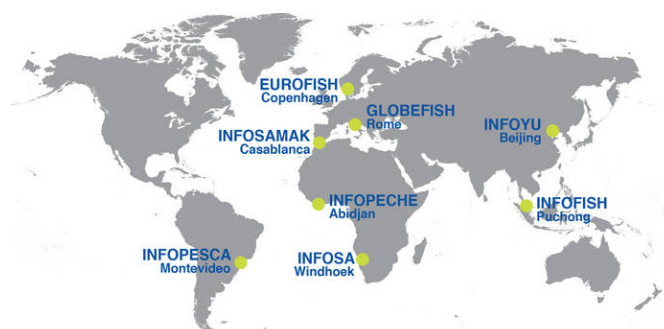 EUROFISH
Copenhagen
GLOBEFISH
Rome
INFOYU
Beijing
INFOSAMAK
Casablanca
INFOPECHE
Abidjan
INFOFISH
Puchong
INFOPESCA
Montevideo
INFOSA
Windhoek